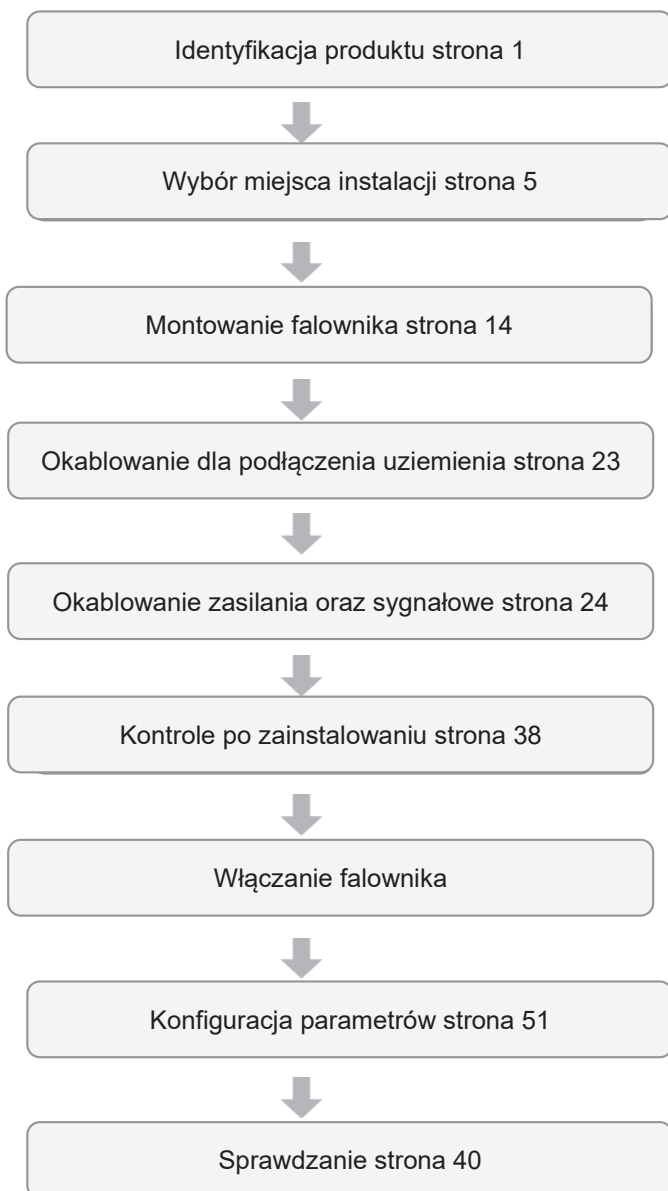 Identyfikacja produktu strona 1
Wybór miejsca instalacji strona 5
Montowanie falownika strona 14
Okablowanie dla podłączenia uziemienia strona 23
Okablowanie zasilania oraz sygnałowe strona 24
Kontrole po zainstalowaniu strona 38
Włączanie falownika
Konfiguracja parametrów strona 51
Sprawdzanie strona 40